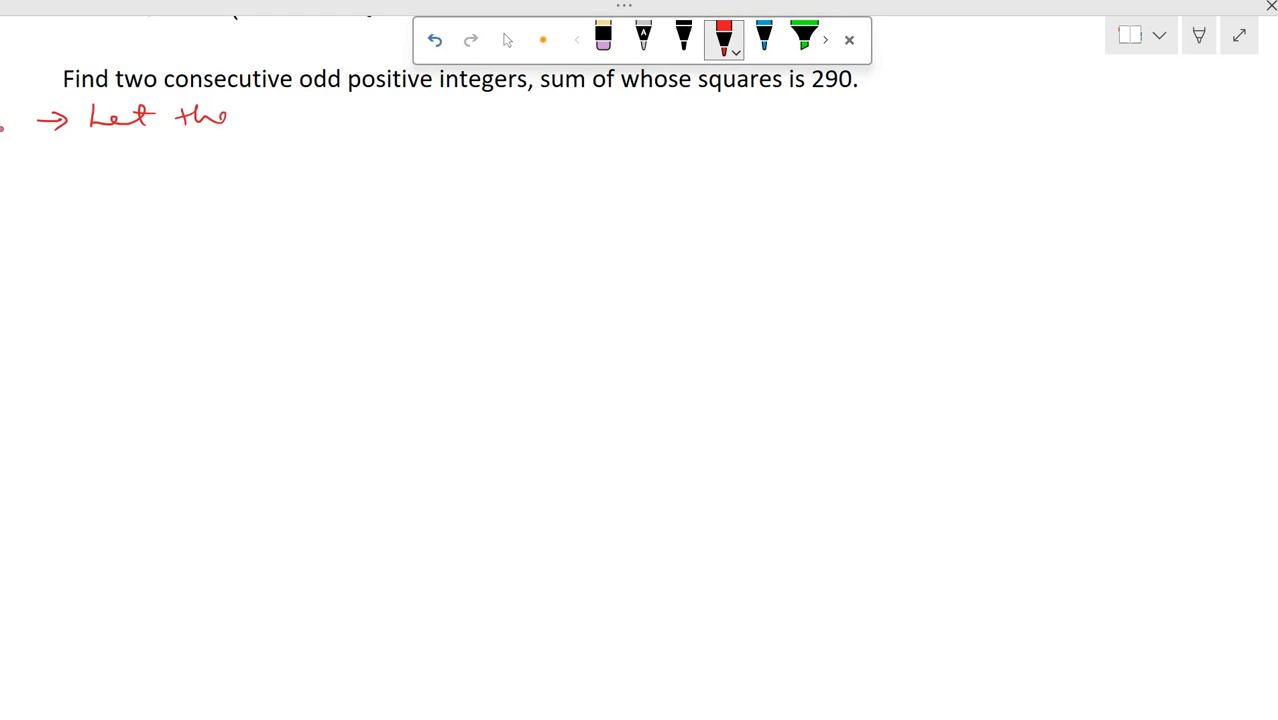 Find two consecutive odd positive integers, sum of whose squares is 290.
→ Let the